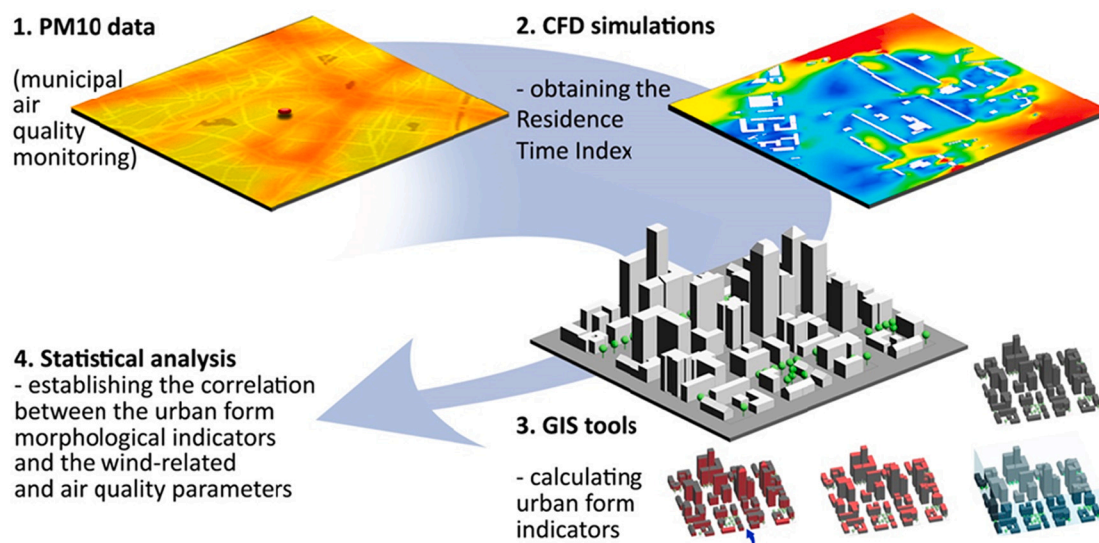 1. PM10 data
(municipal
air
quality
monitoring)
2. CFD simulations
- obtaining the
Residence
Time Index
4. Statistical analysis
- establishing the correlation
between the urban form
morphological indicators
and the wind-related
and air quality parameters
3. GIS tools
- calculating
urban form
indicators